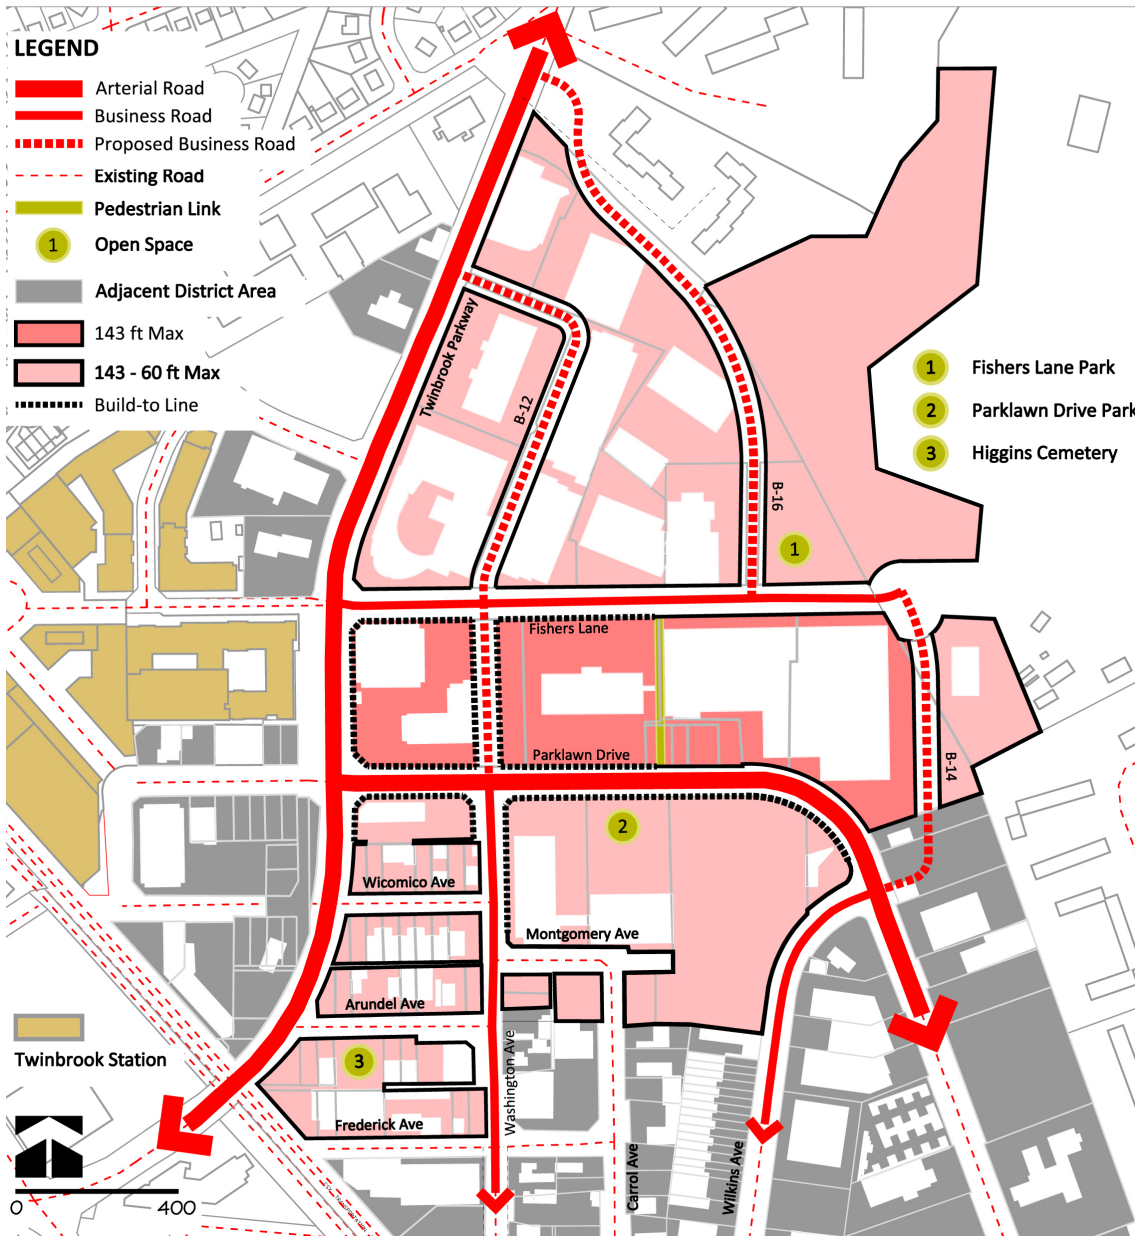 LEGEND
Arterial Road
Business Road
Proposed Business Road
Existing Road
Pedestrian Link
1 Open Space
Adjacent District Area
143 ft Max
143 - 60 ft Max
Build-to Line
1 Fishers Lane Park
2 Parklawn Drive Park
3 Higgins Cemetery
Twinbrook Parkway
B-12
B-16
1
Fishers Lane
Parklawn Drive
B-14
2
Wicomico Ave
Montgomery Ave
Arundel Ave
3
Washington Ave
Frederick Ave
Carrol Ave
Wilkins Ave
Twinbrook Station
0 400